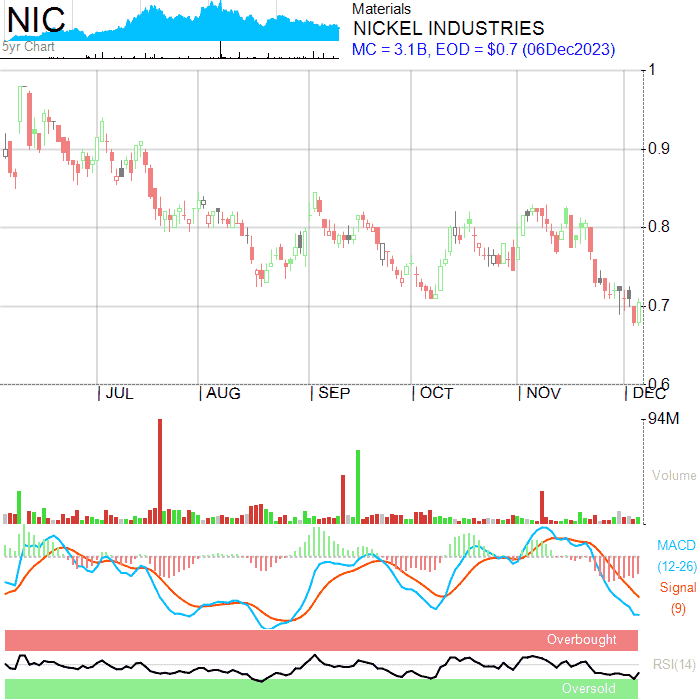 NIC
5yr Chart
Materials
NICKEL INDUSTRIES
MC = 3.1B, EOD = $0.7 (06Dec2023)
1
0.9
0.8
0.7
0.6
JUL AUG SEP OCT NOV DEC
94M
Volume
MACD
(12-26)
Signal
(9)
Overbought
RSI(14)
Oversold